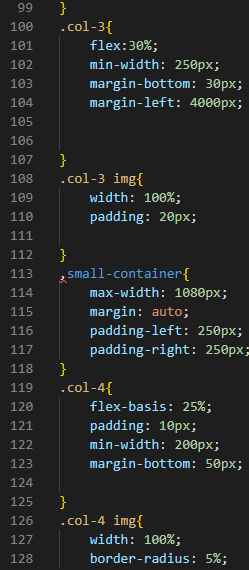 99 }
100 .col-3{
101 flex:30%;
102 min-width: 250px;
103 margin-bottom: 30px;
104 margin-left: 4000px;
105
106
107 }
108 .col-3 img{
109 width: 100%;
110 padding: 20px;
111
112 }
113 ,small-container{
114 max-width: 1080px;
115 margin: auto;
116 padding-left: 250px;
117 padding-right: 250px;
118 }
119 .col-4{
120 flex-basis: 25%;
121 padding: 10px;
122 min-width: 200px;
123 margin-bottom: 50px;
124
125 }
126 .col-4 img{
127 width: 100%;
128 border-radius: 5%;